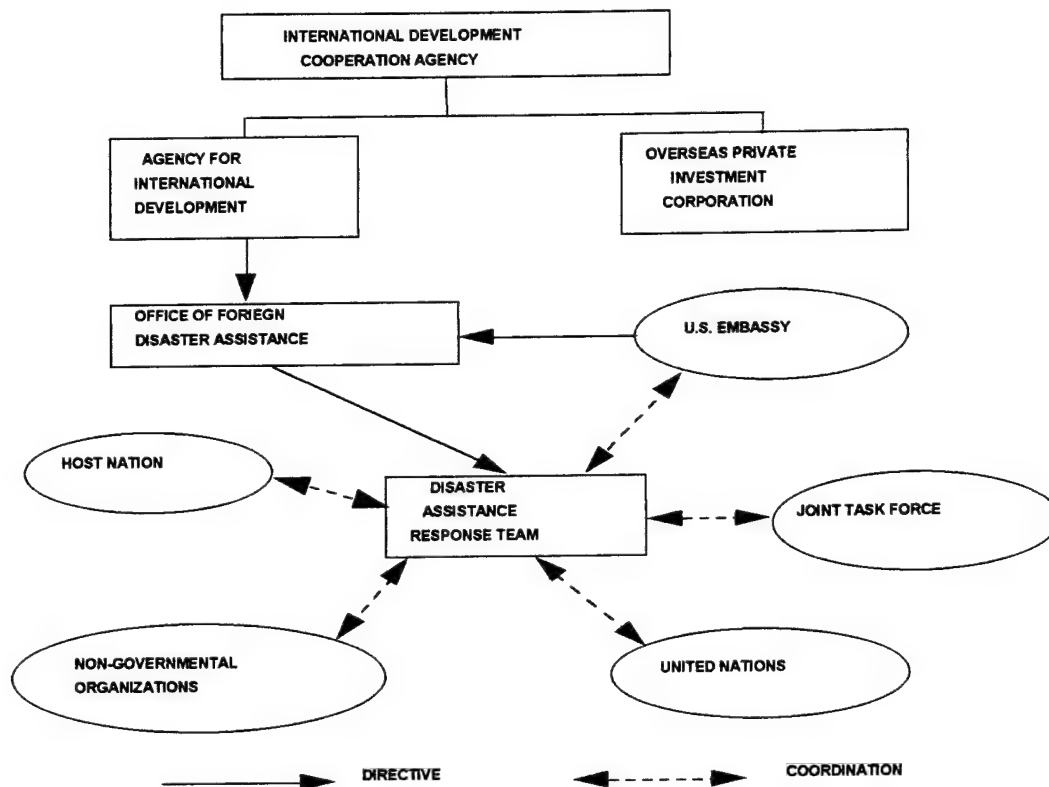 INTERNATIONAL DEVELOPMENT
COOPERATION AGENCY
AGENCY FOR
INTERNATIONAL
DEVELOPMENT
OVERSEAS PRIVATE
INVESTMENT
CORPORATION
OFFICE OF FORIEGN
DISASTER ASSISTANCE
U.S. EMBASSY
HOST NATION
DISASTER
ASSISTANCE
RESPONSE TEAM
JOINT TASK FORCE
NON-GOVERNMENTAL
ORGANIZATIONS
UNITED NATIONS
DIRECTIVE
COORDINATION